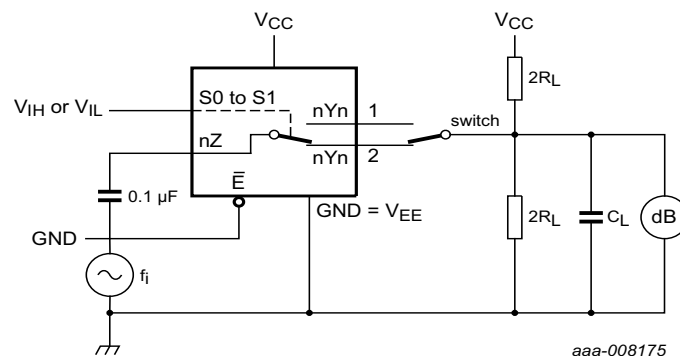 VCC
VCC
S0 to S1
nYn
1
2RL
VIH or VIL
switch
nZ
nYn
2
E̅
0.1 µF
GND = VEE
2RL
CL
dB
GND
fi
aaa-008175